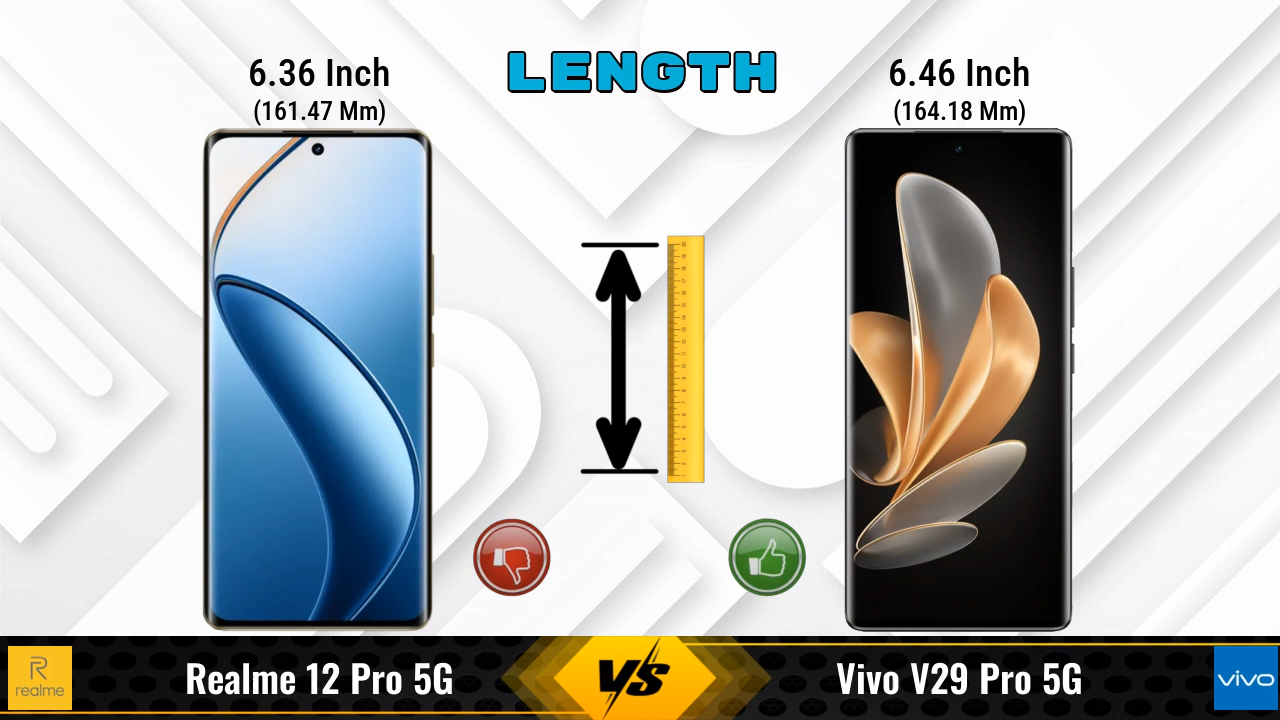 LENGTH
6.36 Inch
(161.47 Mm)
6.46 Inch
(164.18 Mm)
R
realme
Realme 12 Pro 5G
VS
Vivo V29 Pro 5G
vivo